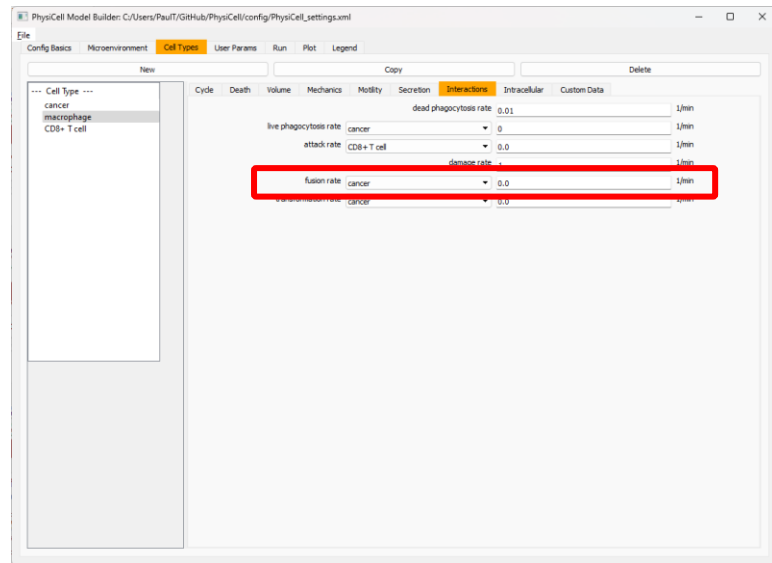 PhysiCell Model Builder: C:/Users/PaulT/GitHub/PhysiCell/config/PhysiCell_settings.xml
File
Config Basics Microenvironment Cell Types User Params Run Plot Legend
New Copy Delete
--- Cell Type ---
cancer
macrophage
CD8+ T cell
Cycle Death Volume Mechanics Motility Secretion Interactions Intracellular Custom Data
dead phagocytosis rate 0.01 1/min
live phagocytosis rate cancer 0 1/min
attack rate CD8+ T cell 0.0 1/min
damage rate 1/min
fusion rate cancer 0.0 1/min
transformation rate cancer 0.0 1/min